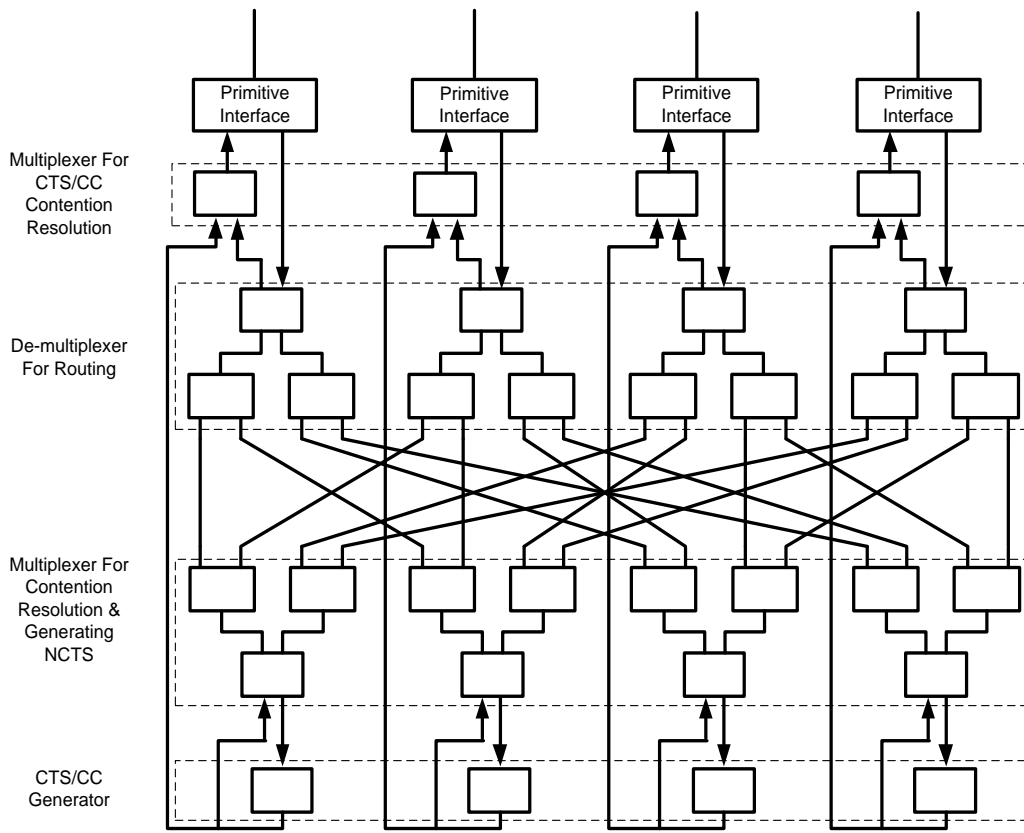 Primitive
Interface
Primitive
Interface
Primitive
Interface
Primitive
Interface
Multiplexer For
CTS/CC
Contention
Resolution
De-multiplexer
For Routing
Multiplexer For
Contention
Resolution &
Generating
NCTS
CTS/CC
Generator